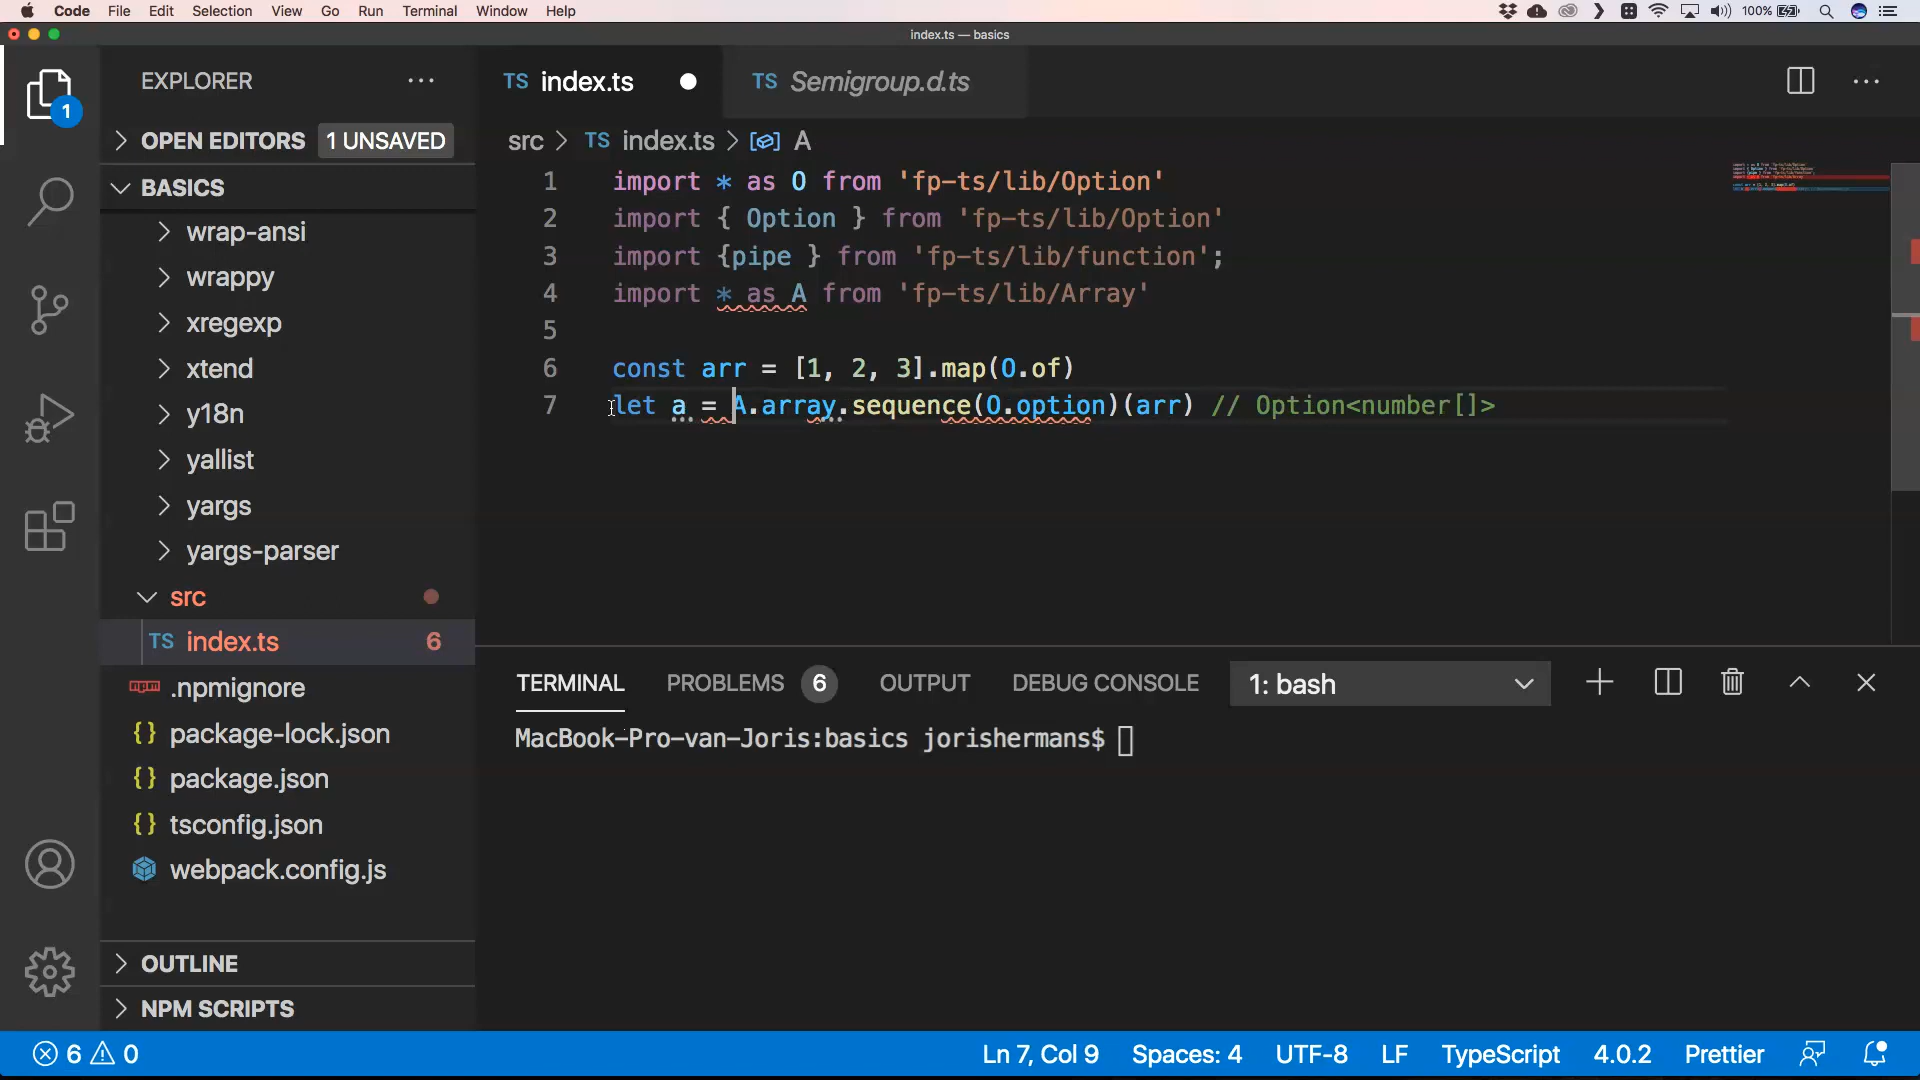 Code File Edit Selection View Go Run Terminal Window Help 100%
index.ts — basics
EXPLORER
OPEN EDITORS 1 UNSAVED
BASICS
wrap-ansi
wrappy
xregexp
xtend
y18n
yallist
yargs
yargs-parser
src
TS index.ts 6
.npmignore
{} package-lock.json
{} package.json
{} tsconfig.json
webpack.config.js
OUTLINE
NPM SCRIPTS
1
TS index.ts TS Semigroup.d.ts
src > TS index.ts > A
1 import * as O from 'fp-ts/lib/Option'
2 import { Option } from 'fp-ts/lib/Option'
3 import {pipe } from 'fp-ts/lib/function';
4 import * as A from 'fp-ts/lib/Array'
5
6 const arr = [1, 2, 3].map(O.of)
7 let a = A.array.sequence(O.option)(arr) // Option<number[]>
TERMINAL PROBLEMS 6 OUTPUT DEBUG CONSOLE 1: bash
MacBook-Pro-van-Joris:basics jorishermans$
6 0 Ln 7, Col 9 Spaces: 4 UTF-8 LF TypeScript 4.0.2 Prettier